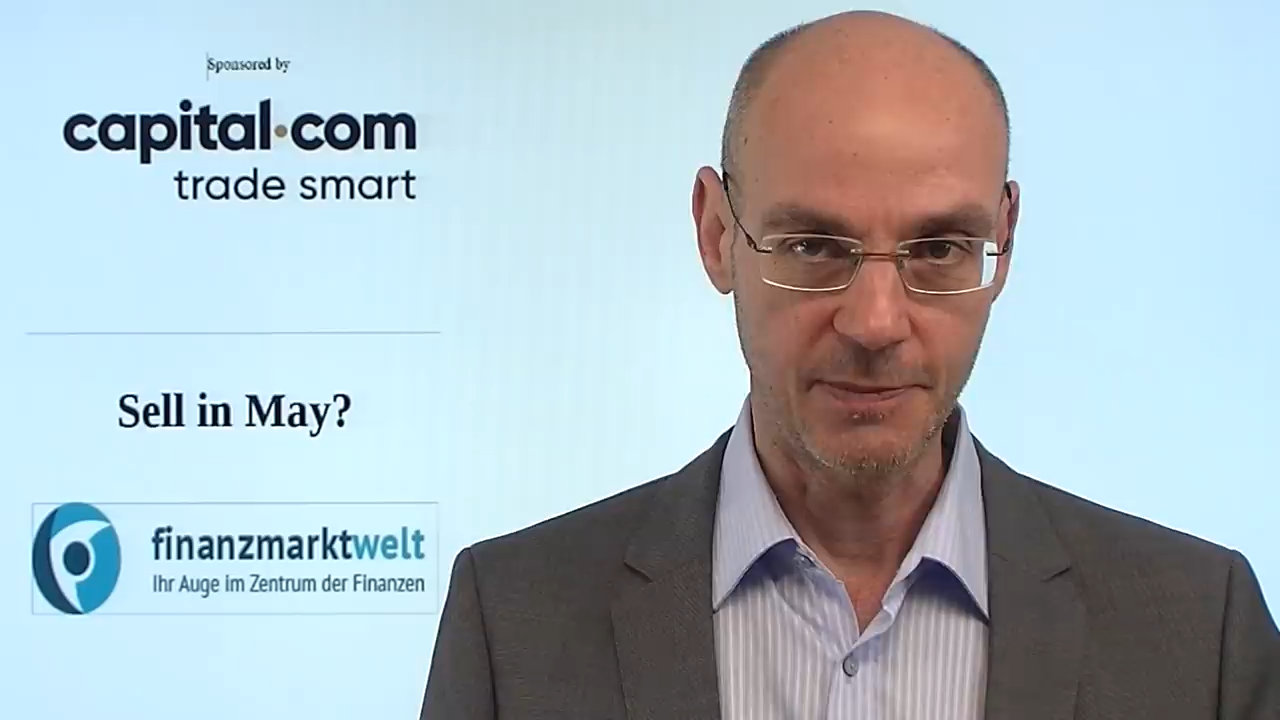 Sponsored by
capital.com
trade smart
Sell in May?
finanzmarktwelt
Ihr Auge im Zentrum der Finanzen